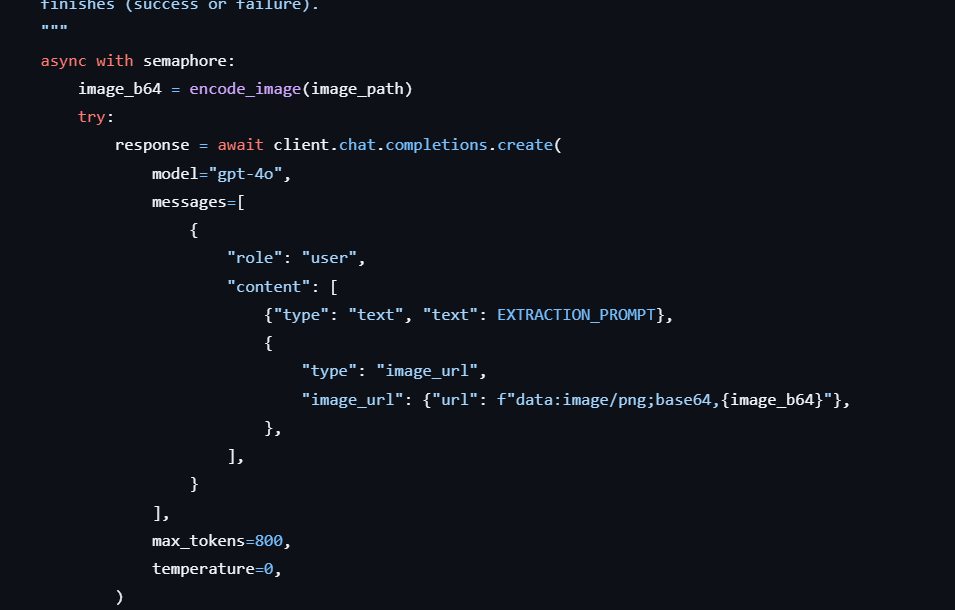 finishes (success or failure).
"""
async with semaphore:
image_b64 = encode_image(image_path)
try:
response = await client.chat.completions.create(
model="gpt-4o",
messages=[
{
"role": "user",
"content": [
{"type": "text", "text": EXTRACTION_PROMPT},
{
"type": "image_url",
"image_url": {"url": f"data:image/png;base64,{image_b64}"},
},
],
}
],
max_tokens=800,
temperature=0,
)